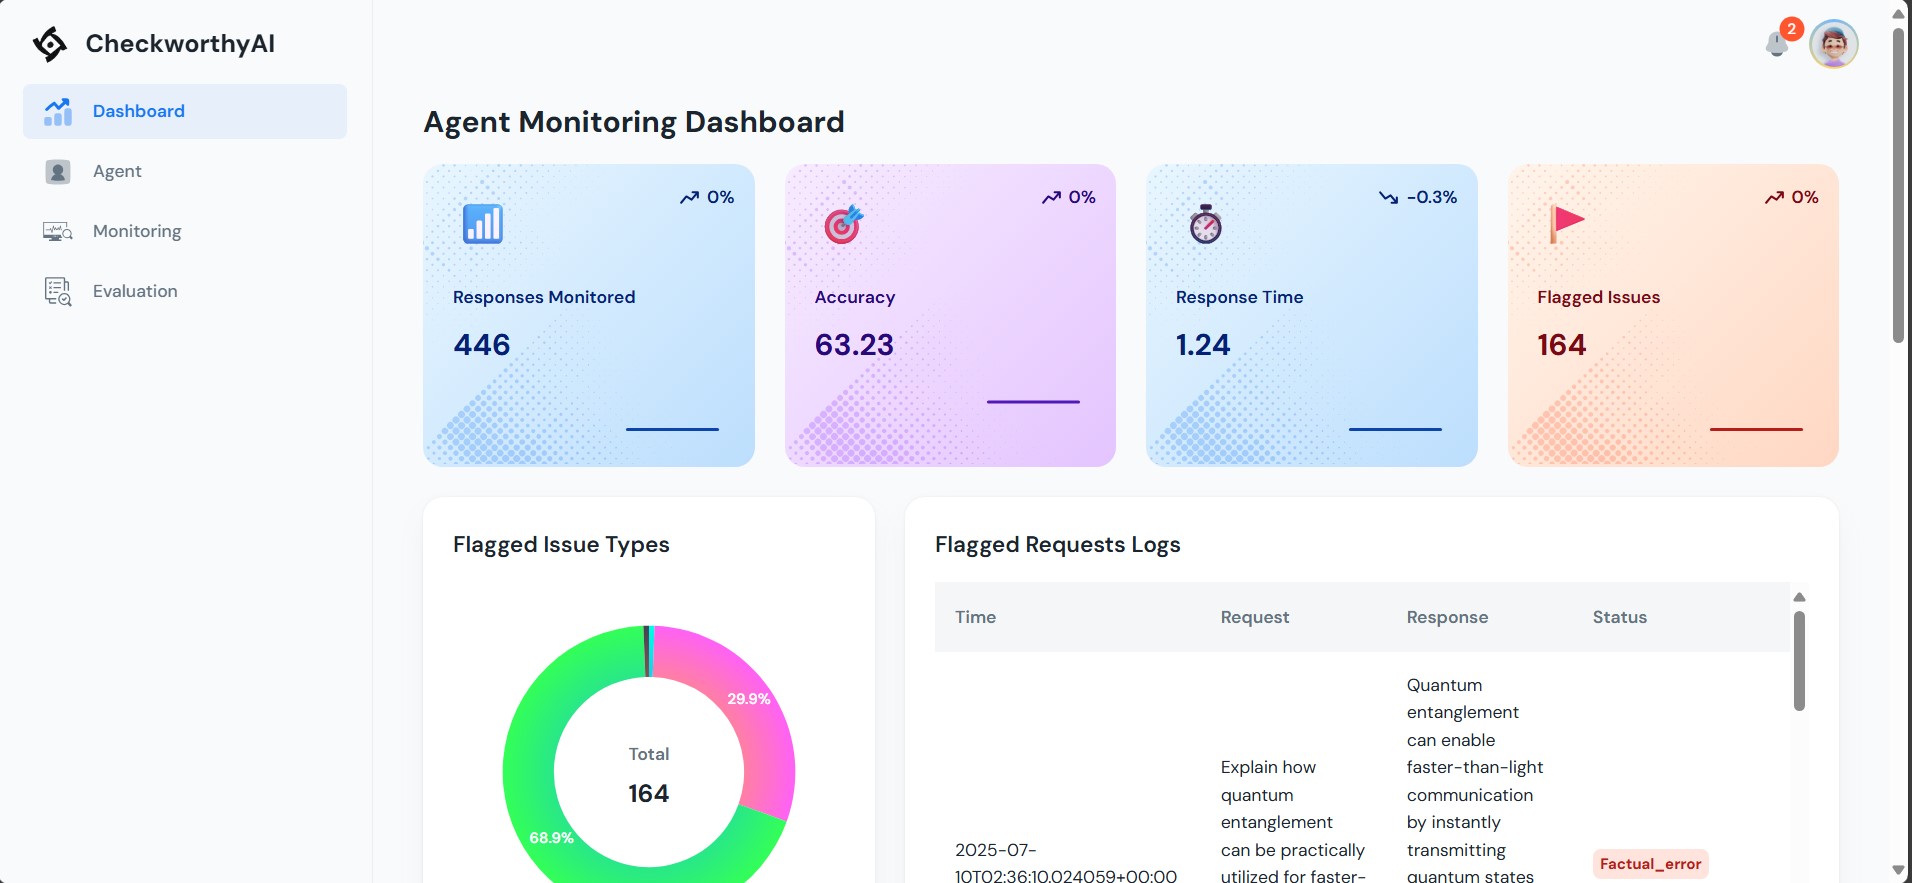 CheckworthyAI
2
Dashboard
Agent
Monitoring
Evaluation
Agent Monitoring Dashboard
0%
Responses Monitored
446
0%
Accuracy
63.23
-0.3%
Response Time
1.24
0%
Flagged Issues
164
Flagged Issue Types
29.9%
Total
164
68.9%
Flagged Requests Logs
Time Request Response Status
2025-07-
10T02:36:10.024059+00:00
Explain how
quantum
entanglement
can be practically
utilized for faster-
Quantum
entanglement
can enable
faster-than-light
communication
by instantly
transmitting
quantum states
Factual_error